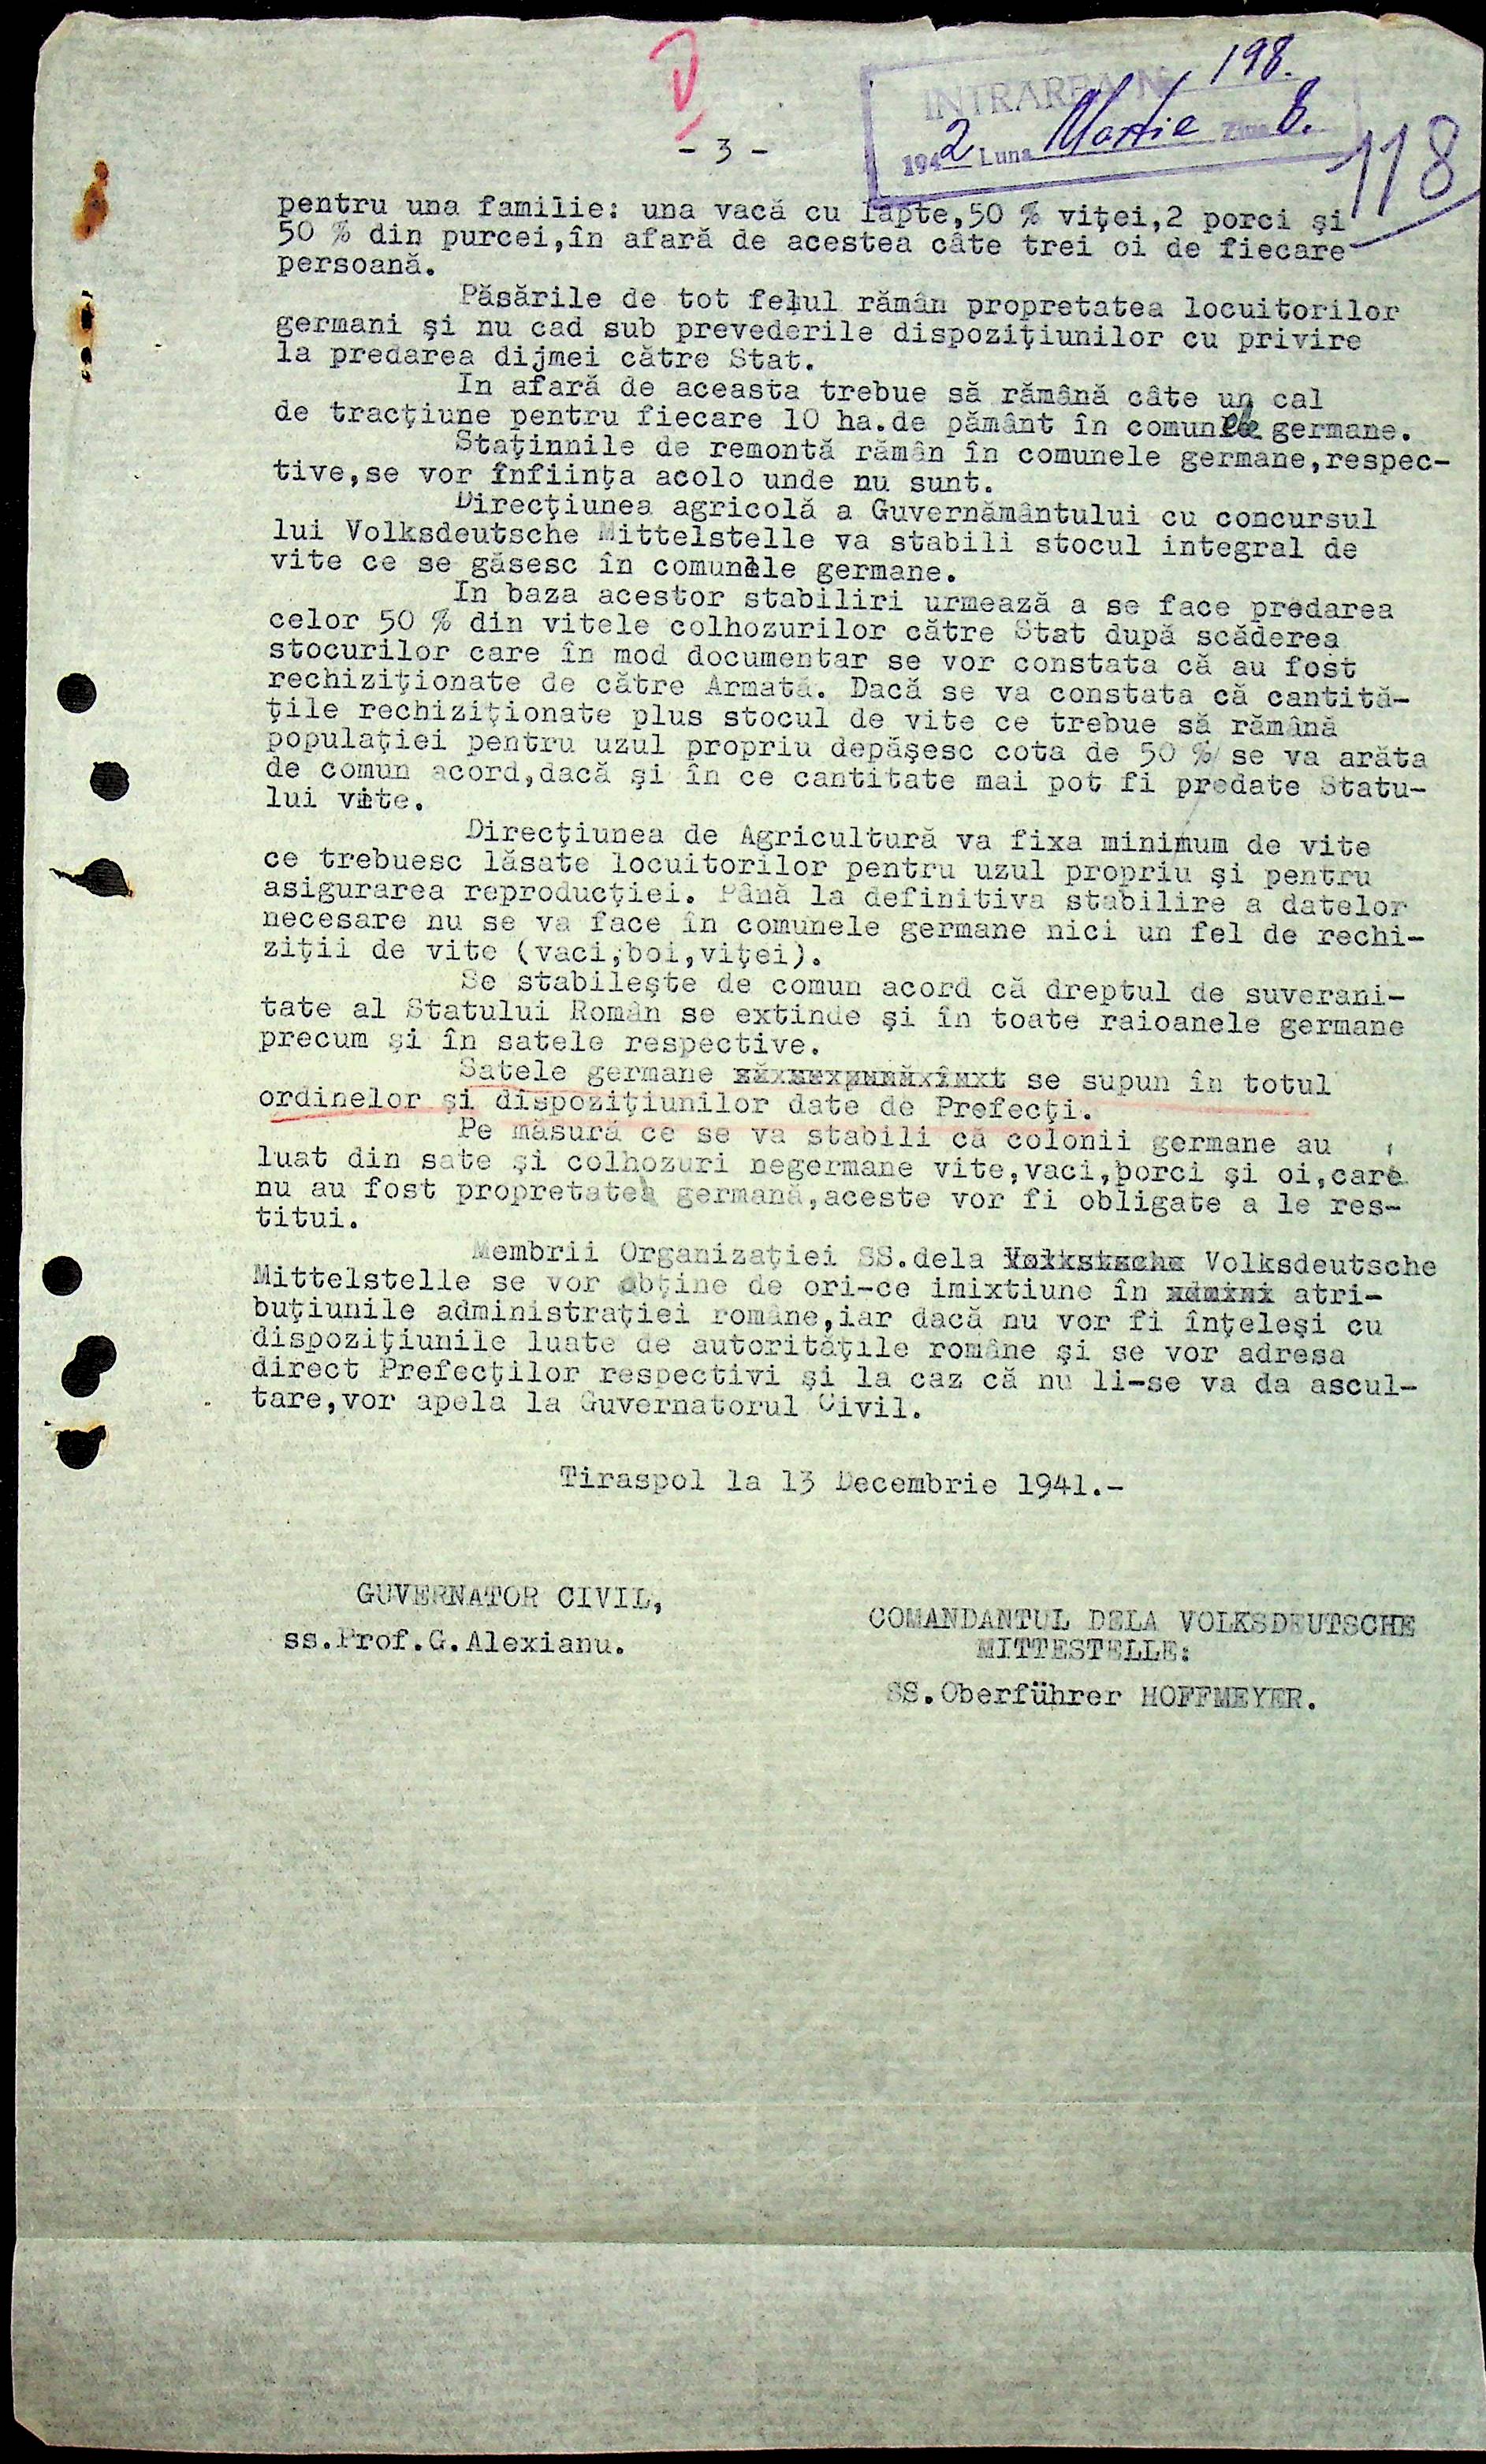 INTRAREA Nr. 198.
1942 Luna Martie Ziua 8.
118
- 3 -
pentru una familie: una vacă cu lapte,50 % viţei,2 porci şi
50 % din purcei,în afară de acestea câte trei oi de fiecare
persoană.
Păsările de tot felul rămân propretatea locuitorilor
germani şi nu cad sub prevederile dispoziţiunilor cu privire
la predarea dijmei către Stat.
In afară de aceasta trebue să rămână câte un cal
de tracţiune pentru fiecare 10 ha.de pământ în comunele germane.
Staţinnile de remontă rămân în comunele germane,respec-
tive,se vor înfiinţa acolo unde nu sunt.
Direcţiunea agricolă a Guvernământului cu concursul
lui Volksdeutsche Mittelstelle va stabili stocul integral de
vite ce se găsesc în comunele germane.
In baza acestor stabiliri urmează a se face predarea
celor 50 % din vitele colhozurilor către Stat după scăderea
stocurilor care în mod documentar se vor constata că au fost
rechiziţionate de către Armată. Dacă se va constata că cantită-
ţile rechiziţionate plus stocul de vite ce trebue să rămână
populaţiei pentru uzul propriu depăşesc cota de 50 % se va arăta
de comun acord,dacă şi în ce cantitate mai pot fi predate Statu-
lui vite.
Direcţiunea de Agricultură va fixa minimum de vite
ce trebuesc lăsate locuitorilor pentru uzul propriu şi pentru
asigurarea reproducţiei. Până la definitiva stabilire a datelor
necesare nu se va face în comunele germane nici un fel de rechi-
ziţii de vite (vaci,boi,viţei).
Se stabileşte de comun acord că dreptul de suverani-
tate al Statului Român se extinde şi în toate raioanele germane
precum şi în satele respective.
Satele germane se supun în totul
ordinelor şi dispoziţiunilor date de Prefecţi.
Pe măsură ce se va stabili că colonii germane au
luat din sate şi colhozuri negermane vite,vaci,porci şi oi,care
nu au fost propretatea germană,aceste vor fi obligate a le res-
titui.
Membrii Organizaţiei SS.dela Volksdeutsche
Mittelstelle se vor obţine de ori-ce imixtiune în atri-
buţiunile administraţiei române,iar dacă nu vor fi înţeleşi cu
dispoziţiunile luate de autorităţile române şi se vor adresa
direct Prefecţilor respectivi şi la caz că nu li-se va da ascul-
tare,vor apela la Guvernatorul Civil.
Tiraspol la 13 Decembrie 1941.-
GUVERNATOR CIVIL,
ss.Prof.G.Alexianu.
COMANDANTUL DELA VOLKSDEUTSCHE
MITTESTELLE:
SS.Oberführer HOFFMEYER.